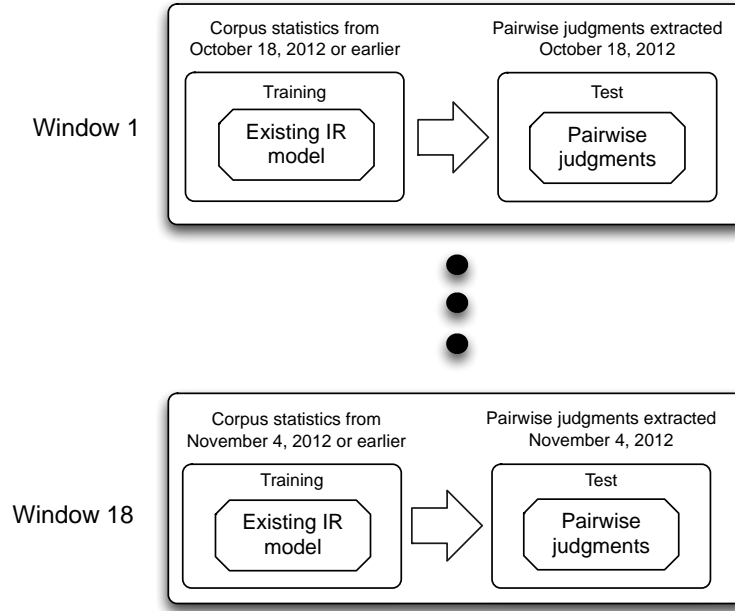 Corpus statistics from
October 18, 2012 or earlier
Pairwise judgments extracted
October 18, 2012
Window 1
Training
Existing IR
model
Test
Pairwise
judgments
Corpus statistics from
November 4, 2012 or earlier
Pairwise judgments extracted
November 4, 2012
Window 18
Training
Existing IR
model
Test
Pairwise
judgments